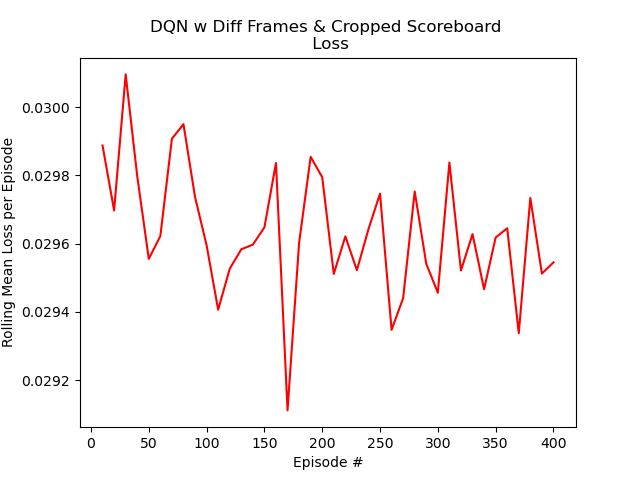 DQN w Diff Frames & Cropped Scoreboard
Loss
Rolling Mean Loss per Episode
0.0300
0.0298
0.0296
0.0294
0.0292
0 50 100 150 200 250 300 350 400
Episode #